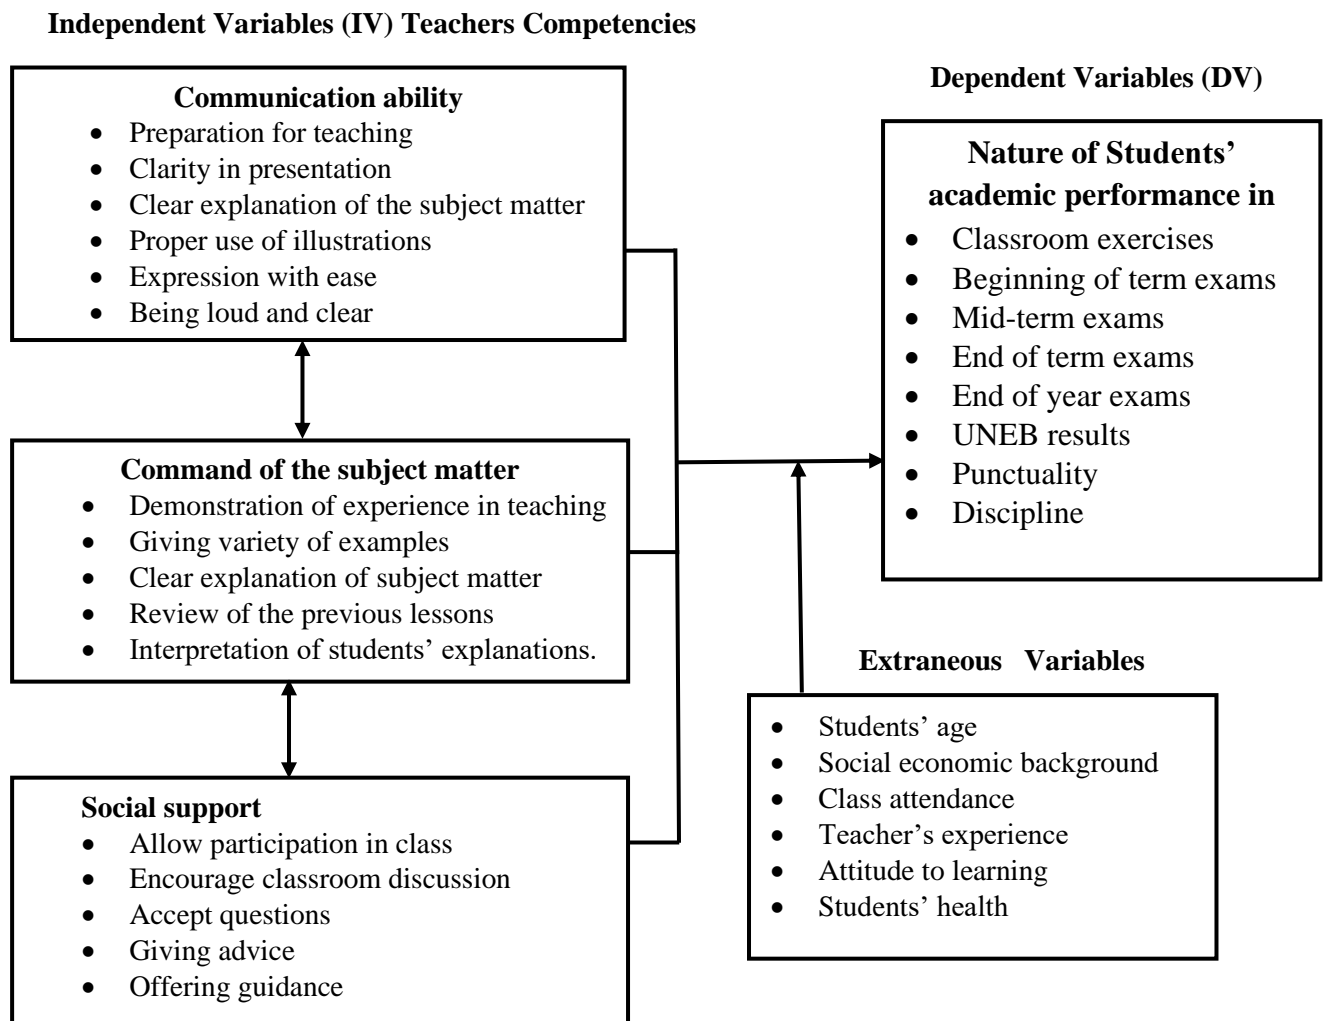 Independent Variables (IV) Teachers Competencies
Communication ability
• Preparation for teaching
• Clarity in presentation
• Clear explanation of the subject matter
• Proper use of illustrations
• Expression with ease
• Being loud and clear
Command of the subject matter
• Demonstration of experience in teaching
• Giving variety of examples
• Clear explanation of subject matter
• Review of the previous lessons
• Interpretation of students’ explanations.
Social support
• Allow participation in class
• Encourage classroom discussion
• Accept questions
• Giving advice
• Offering guidance
Dependent Variables (DV)
Nature of Students’
academic performance in
• Classroom exercises
• Beginning of term exams
• Mid-term exams
• End of term exams
• End of year exams
• UNEB results
• Punctuality
• Discipline
Extraneous Variables
• Students’ age
• Social economic background
• Class attendance
• Teacher’s experience
• Attitude to learning
• Students’ health